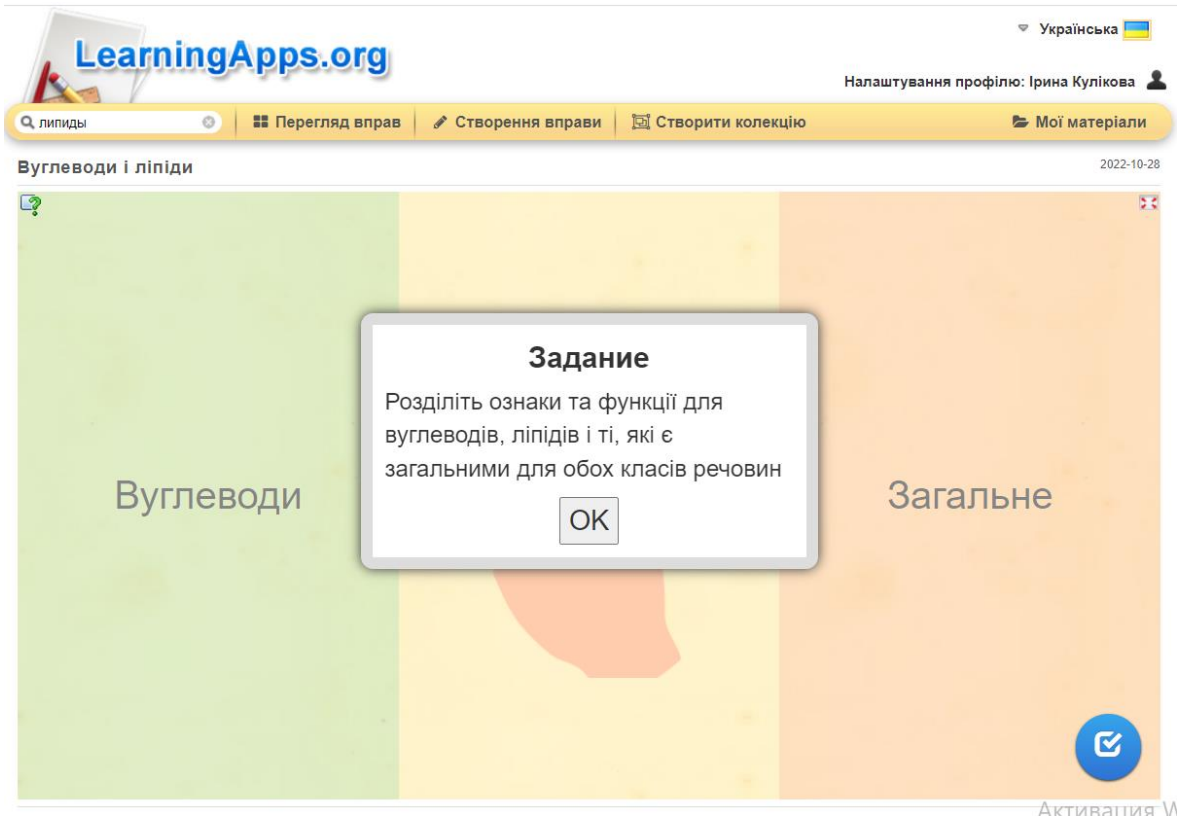 LearningApps.org
Українська
Налаштування профілю: Ірина Кулікова
липиды
Перегляд вправ
Створення вправи
Створити колекцію
Мої матеріали
Вуглеводи і ліпіди
2022-10-28
Задание
Розділіть ознаки та функції для
вуглеводів, ліпідів і ті, які є
загальними для обох класів речовин
OK
Вуглеводи
Загальне
Активация W